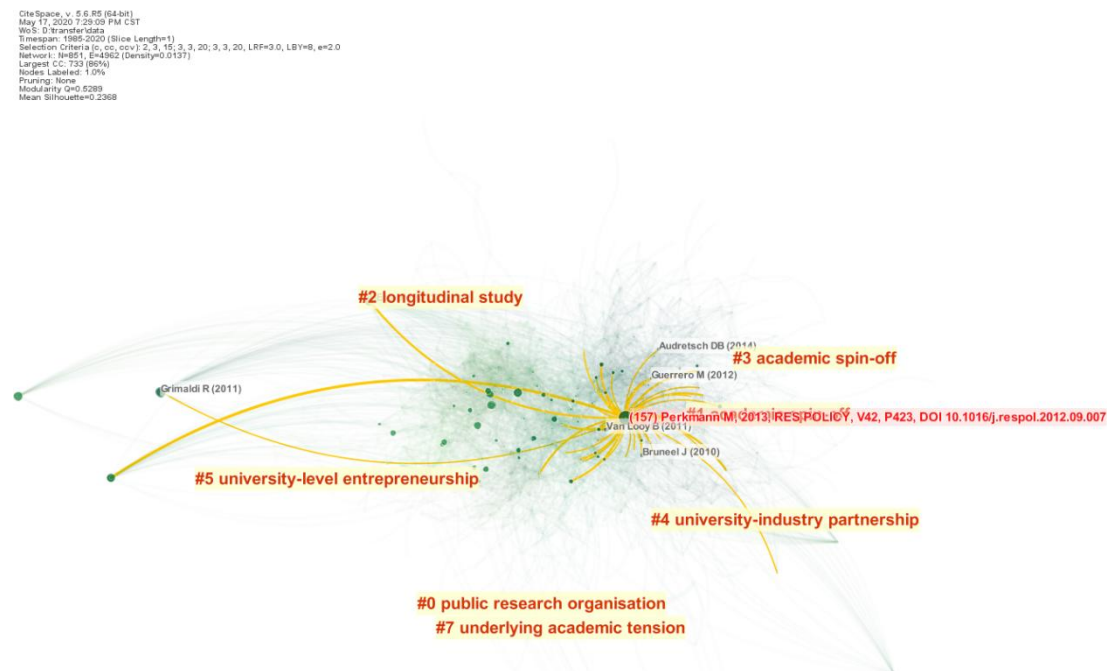 CiteSpace, v. 5.6.R5 (64-bit)
May 17, 2020 7:29:09 PM CST
WoS: D:\transfer\data
Timespan: 1985-2020 (Slice Length=1)
Selection Criteria (c, cc, ccv): 2, 3, 15; 3, 3, 20; 3, 3, 20, LRF=3.0, LBY=8, e=2.0
Network: N=851, E=4962 (Density=0.0137)
Largest CC: 733 (86%)
Nodes Labeled: 1.0%
Pruning: None
Modularity Q=0.5289
Mean Silhouette=0.2368
#2 longitudinal study
Audretsch DB (2014)
#3 academic spin-off
Guerrero M (2012)
Grimaldi R (2011)
(157) Perkmann M, 2013, RES POLICY, V42, P423, DOI 10.1016/j.respol.2012.09.007
#1
Van Looy B (2011)
Bruneel J (2010)
#5 university-level entrepreneurship
#4 university-industry partnership
#0 public research organisation
#7 underlying academic tension